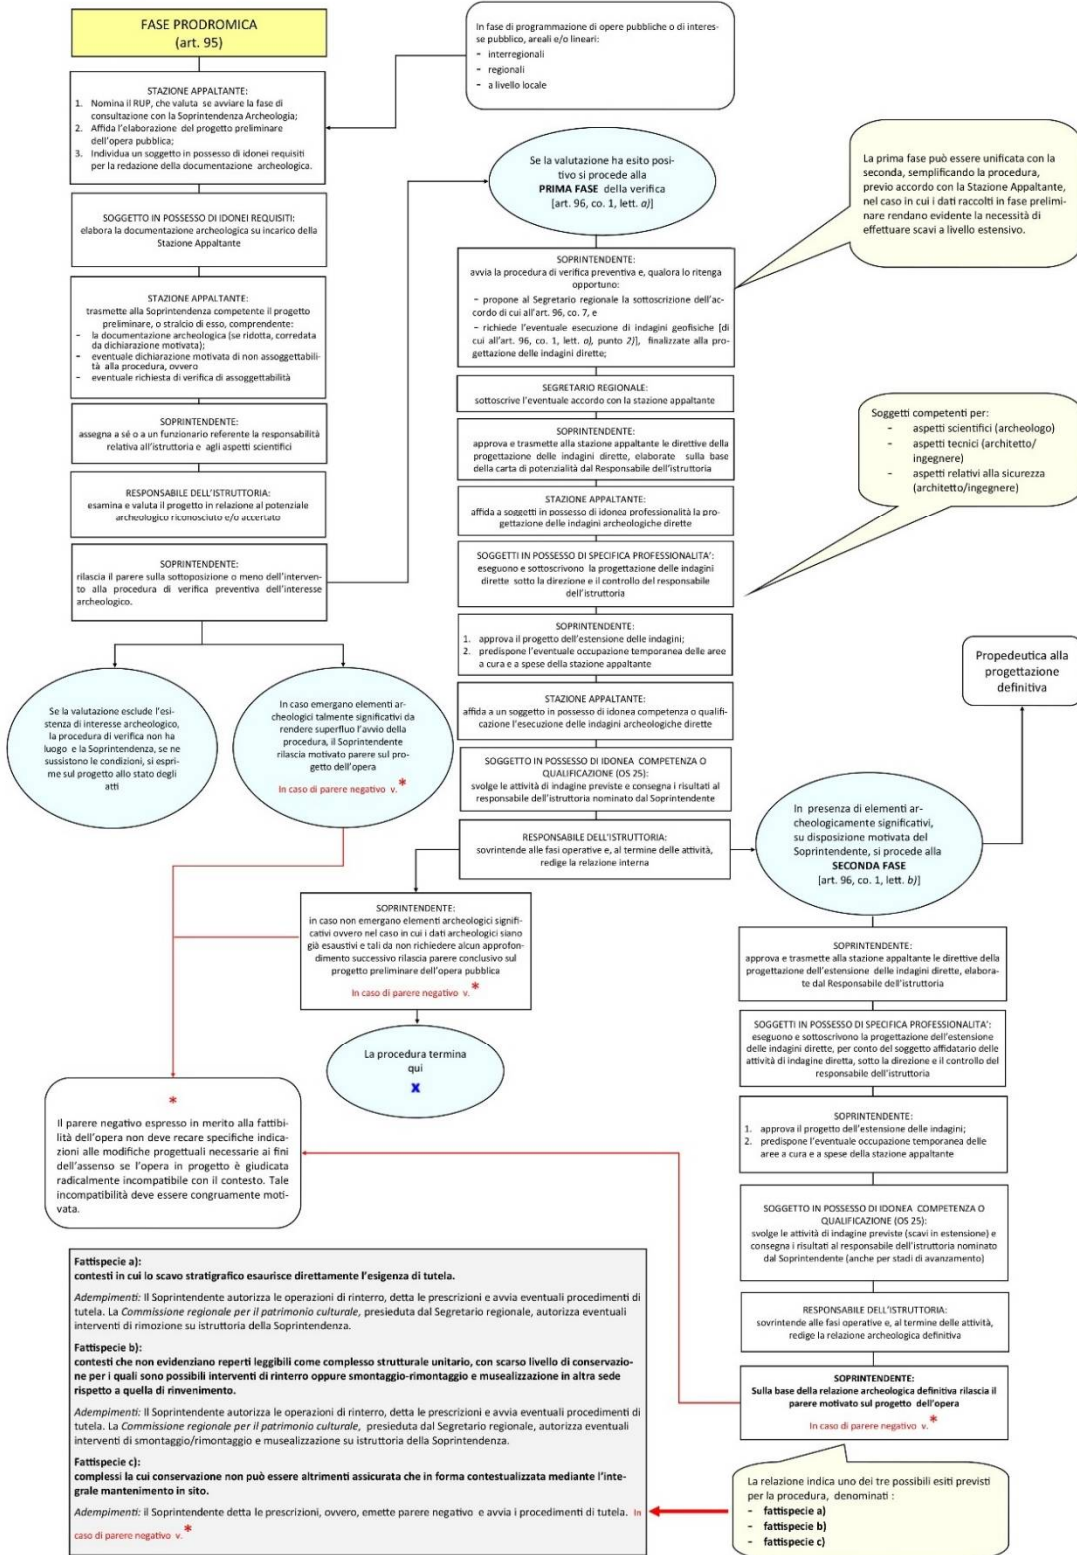 FASE PRODROMICA
(art. 95)
In fase di programmazione di opere pubbliche o di interes-
se pubblico, areali e/o lineari:
- interregionali
- regionali
- a livello locale
STAZIONE APPALTANTE:
1. Nomina il RUP, che valuta se avviare la fase di
consultazione con la Soprintendenza Archeologia;
2. Affida l'elaborazione del progetto preliminare
dell'opera pubblica;
3. Individua un soggetto in possesso di idonei requisiti
per la redazione della documentazione archeologica.
SOGGETTO IN POSSESSO DI IDONEI REQUISITI:
elabora la documentazione archeologica su incarico della
Stazione Appaltante
STAZIONE APPALTANTE:
trasmette alla Soprintendenza competente il progetto
preliminare, o stralcio di esso, comprendente:
- la documentazione archeologica (se ridotta, corredata
da dichiarazione motivata);
- eventuale dichiarazione motivata di non assoggettabili-
tà alla procedura, ovvero
- eventuale richiesta di verifica di assoggettabilità
SOPRINTENDENTE:
assegna a sé o a un funzionario referente la responsabilità
relativa all'istruttoria e agli aspetti scientifici
RESPONSABILE DELL'ISTRUTTORIA:
esamina e valuta il progetto in relazione al potenziale
archeologico riconosciuto e/o accertato
SOPRINTENDENTE:
rilascia il parere sulla sottoposizione o meno dell'interven-
to alla procedura di verifica preventiva dell'interesse
archeologico.
Se la valutazione esclude l'esi-
stenza di interesse archeologico,
la procedura di verifica non ha
luogo e la Soprintendenza, se ne
sussistono le condizioni, si espri-
me sul progetto allo stato degli
atti
In caso emergano elementi ar-
cheologici talmente significativi da
rendere superfluo l'avvio della
procedura, il Soprintendente
rilascia motivato parere sul pro-
getto dell'opera
In caso di parere negativo v. *
Se la valutazione ha esito posi-
tivo si procede alla
PRIMA FASE della verifica
[art. 96, co. 1, lett. a)]
La prima fase può essere unificata con la
seconda, semplificando la procedura,
previo accordo con la Stazione Appaltante,
nel caso in cui i dati raccolti in fase prelimi-
nare rendano evidente la necessità di
effettuare scavi a livello estensivo.
SOPRINTENDENTE:
avvia la procedura di verifica preventiva e, qualora lo ritenga
opportuno:
- propone al Segretario regionale la sottoscrizione dell'ac-
cordo di cui all'art. 96, co. 7, e
- richiede l'eventuale esecuzione di indagini geofisiche [di
cui all'art. 96, co. 1, lett. a), punto 2)], finalizzate alla pro-
gettazione delle indagini dirette;
SEGRETARIO REGIONALE:
sottoscrive l'eventuale accordo con la stazione appaltante
SOPRINTENDENTE:
approva e trasmette alla stazione appaltante le direttive della
progettazione delle indagini dirette, elaborate sulla base
della carta di potenzialità dal Responsabile dell'istruttoria
STAZIONE APPALTANTE:
affida a soggetti in possesso di idonea professionalità la pro-
gettazione delle indagini archeologiche dirette
Soggetti competenti per:
- aspetti scientifici (archeologo)
- aspetti tecnici (architetto/
ingegnere)
- aspetti relativi alla sicurezza
(architetto/ingegnere)
SOGGETTI IN POSSESSO DI SPECIFICA PROFESSIONALITA':
eseguono e sottoscrivono la progettazione delle indagini
dirette sotto la direzione e il controllo del responsabile
dell'istruttoria
SOPRINTENDENTE:
1. approva il progetto dell'estensione delle indagini;
2. predispone l'eventuale occupazione temporanea delle aree
a cura e a spese della stazione appaltante
STAZIONE APPALTANTE:
affida a un soggetto in possesso di idonea competenza o quali-
ficazione l'esecuzione delle indagini archeologiche dirette
SOGGETTO IN POSSESSO DI IDONEA COMPETENZA O
QUALIFICAZIONE (OS 25):
svolge le attività di indagine previste e consegna i risultati al
responsabile dell'istruttoria nominato dal Soprintendente
RESPONSABILE DELL'ISTRUTTORIA:
sovrintende alle fasi operative e, al termine delle attività,
redige la relazione interna
SOPRINTENDENTE:
in caso non emergano elementi archeologici signifi-
cativi ovvero nel caso in cui i dati archeologici siano
già esaustivi e tali da non richiedere alcun approfon-
dimento successivo rilascia parere conclusivo sul
progetto preliminare dell'opera pubblica
In caso di parere negativo v. *
La procedura termina
qui
x
Propedeutica alla
progettazione
definitiva
In presenza di elementi ar-
cheologicamente significativi,
su disposizione motivata del
Soprintendente, si procede alla
SECONDA FASE
[art. 96, co. 1, lett. b)]
SOPRINTENDENTE:
approva e trasmette alla stazione appaltante le direttive della
progettazione dell'estensione delle indagini dirette, elabora-
te dal Responsabile dell'istruttoria
SOGGETTI IN POSSESSO DI SPECIFICA PROFESSIONALITA':
eseguono e sottoscrivono la progettazione dell'estensione
delle indagini dirette, per conto del soggetto affidatario delle
attività di indagine diretta, sotto la direzione e il controllo del
responsabile dell'istruttoria
SOPRINTENDENTE:
1. approva il progetto dell'estensione delle indagini;
2. predispone l'eventuale occupazione temporanea delle
aree a cura e a spese della stazione appaltante
SOGGETTO IN POSSESSO DI IDONEA COMPETENZA O
QUALIFICAZIONE (OS 25):
svolge le attività di indagine previste (scavi in estensione) e
consegna i risultati al responsabile dell'istruttoria nominato
dal Soprintendente (anche per stadi di avanzamento)
RESPONSABILE DELL'ISTRUTTORIA:
sovrintende alle fasi operative e, al termine delle attività,
redige la relazione archeologica definitiva
SOPRINTENDENTE:
Sulla base della relazione archeologica definitiva rilascia il
parere motivato sul progetto dell'opera
In caso di parere negativo v. *
La relazione indica uno dei tre possibili esiti previsti
per la procedura, denominati :
- fattispecie a)
- fattispecie b)
- fattispecie c)
*
Il parere negativo espresso in merito alla fattibi-
lità dell'opera non deve recare specifiche indica-
zioni alle modifiche progettuali necessarie ai fini
dell'assenso se l'opera in progetto è giudicata
radicalmente incompatibile con il contesto. Tale
incompatibilità deve essere congruamente moti-
vata.
Fattispecie a):
contesti in cui lo scavo stratigrafico esaurisce direttamente l'esigenza di tutela.
Adempimenti: Il Soprintendente autorizza le operazioni di rinterro, detta le prescrizioni e avvia eventuali procedimenti di
tutela. La Commissione regionale per il patrimonio culturale, presieduta dal Segretario regionale, autorizza eventuali
interventi di rimozione su istruttoria della Soprintendenza.
Fattispecie b):
contesti che non evidenziano reperti leggibili come complesso strutturale unitario, con scarso livello di conservazio-
ne per i quali sono possibili interventi di rinterro oppure smontaggio-rimontaggio e musealizzazione in altra sede
rispetto a quella di rinvenimento.
Adempimenti: Il Soprintendente autorizza le operazioni di rinterro, detta le prescrizioni e avvia eventuali procedimenti di
tutela. La Commissione regionale per il patrimonio culturale, presieduta dal Segretario regionale, autorizza eventuali
interventi di smontaggio/rimontaggio e musealizzazione su istruttoria della Soprintendenza.
Fattispecie c):
complessi la cui conservazione non può essere altrimenti assicurata che in forma contestualizzata mediante l'inte-
grale mantenimento in sito.
Adempimenti: il Soprintendente detta le prescrizioni, ovvero, emette parere negativo e avvia i procedimenti di tutela. In
caso di parere negativo v. *